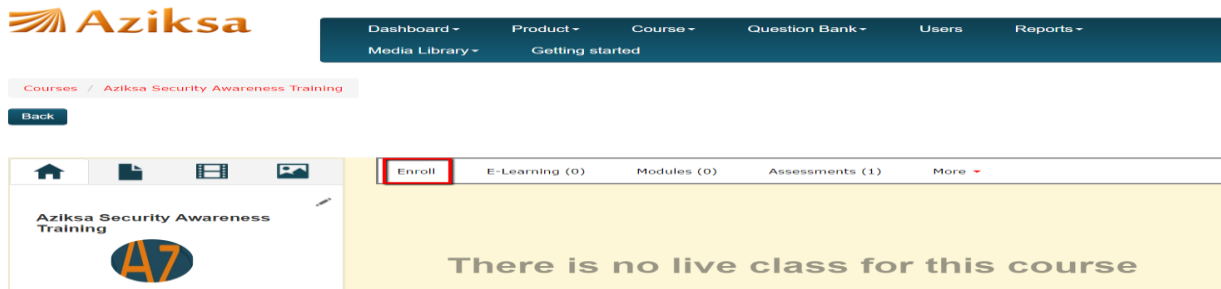 Aziksa
Dashboard Product Course Question Bank Users Reports
Media Library Getting started
Courses / Aziksa Security Awareness Training
Back
Enroll E-Learning (0) Modules (0) Assessments (1) More
Aziksa Security Awareness
Training
A7
There is no live class for this course